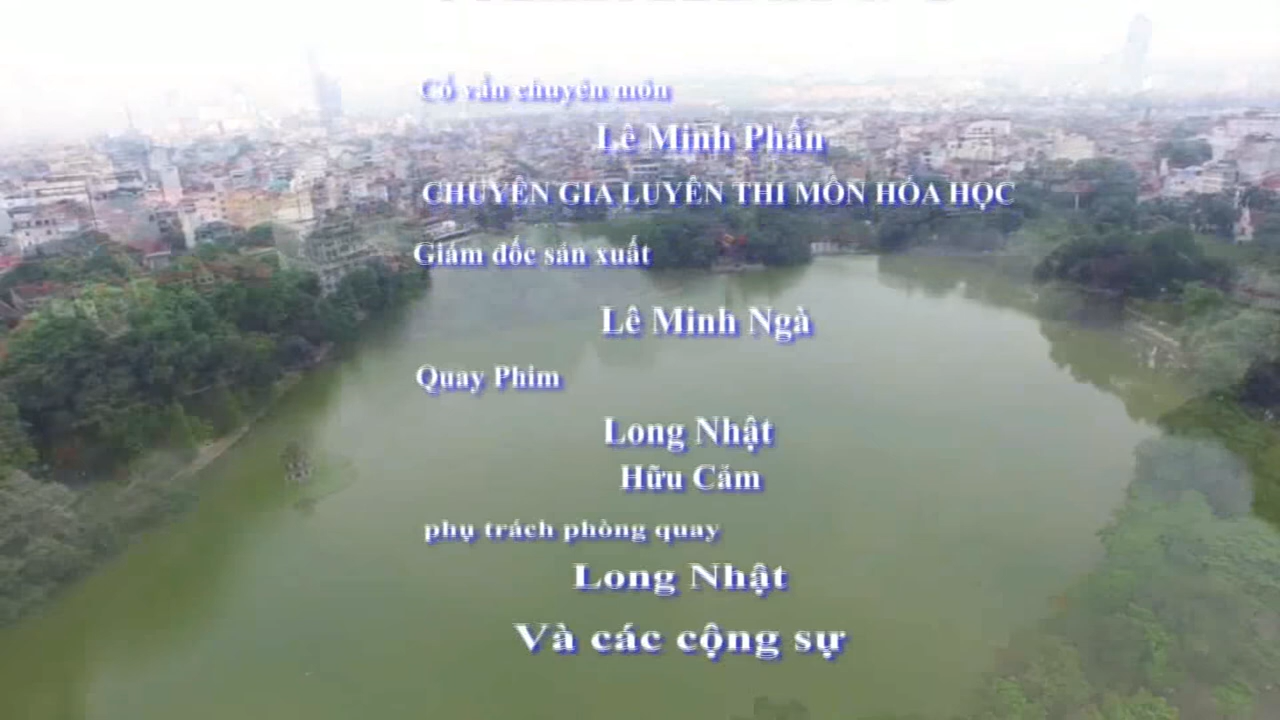 Cố vấn chuyên môn
Lê Minh Phấn
CHUYÊN GIA LUYỆN THI MÔN HÓA HỌC
Giám đốc sản xuất
Lê Minh Ngà
Quay Phim
Long Nhật
Hữu Cảm
phụ trách phòng quay
Long Nhật
Và các cộng sự